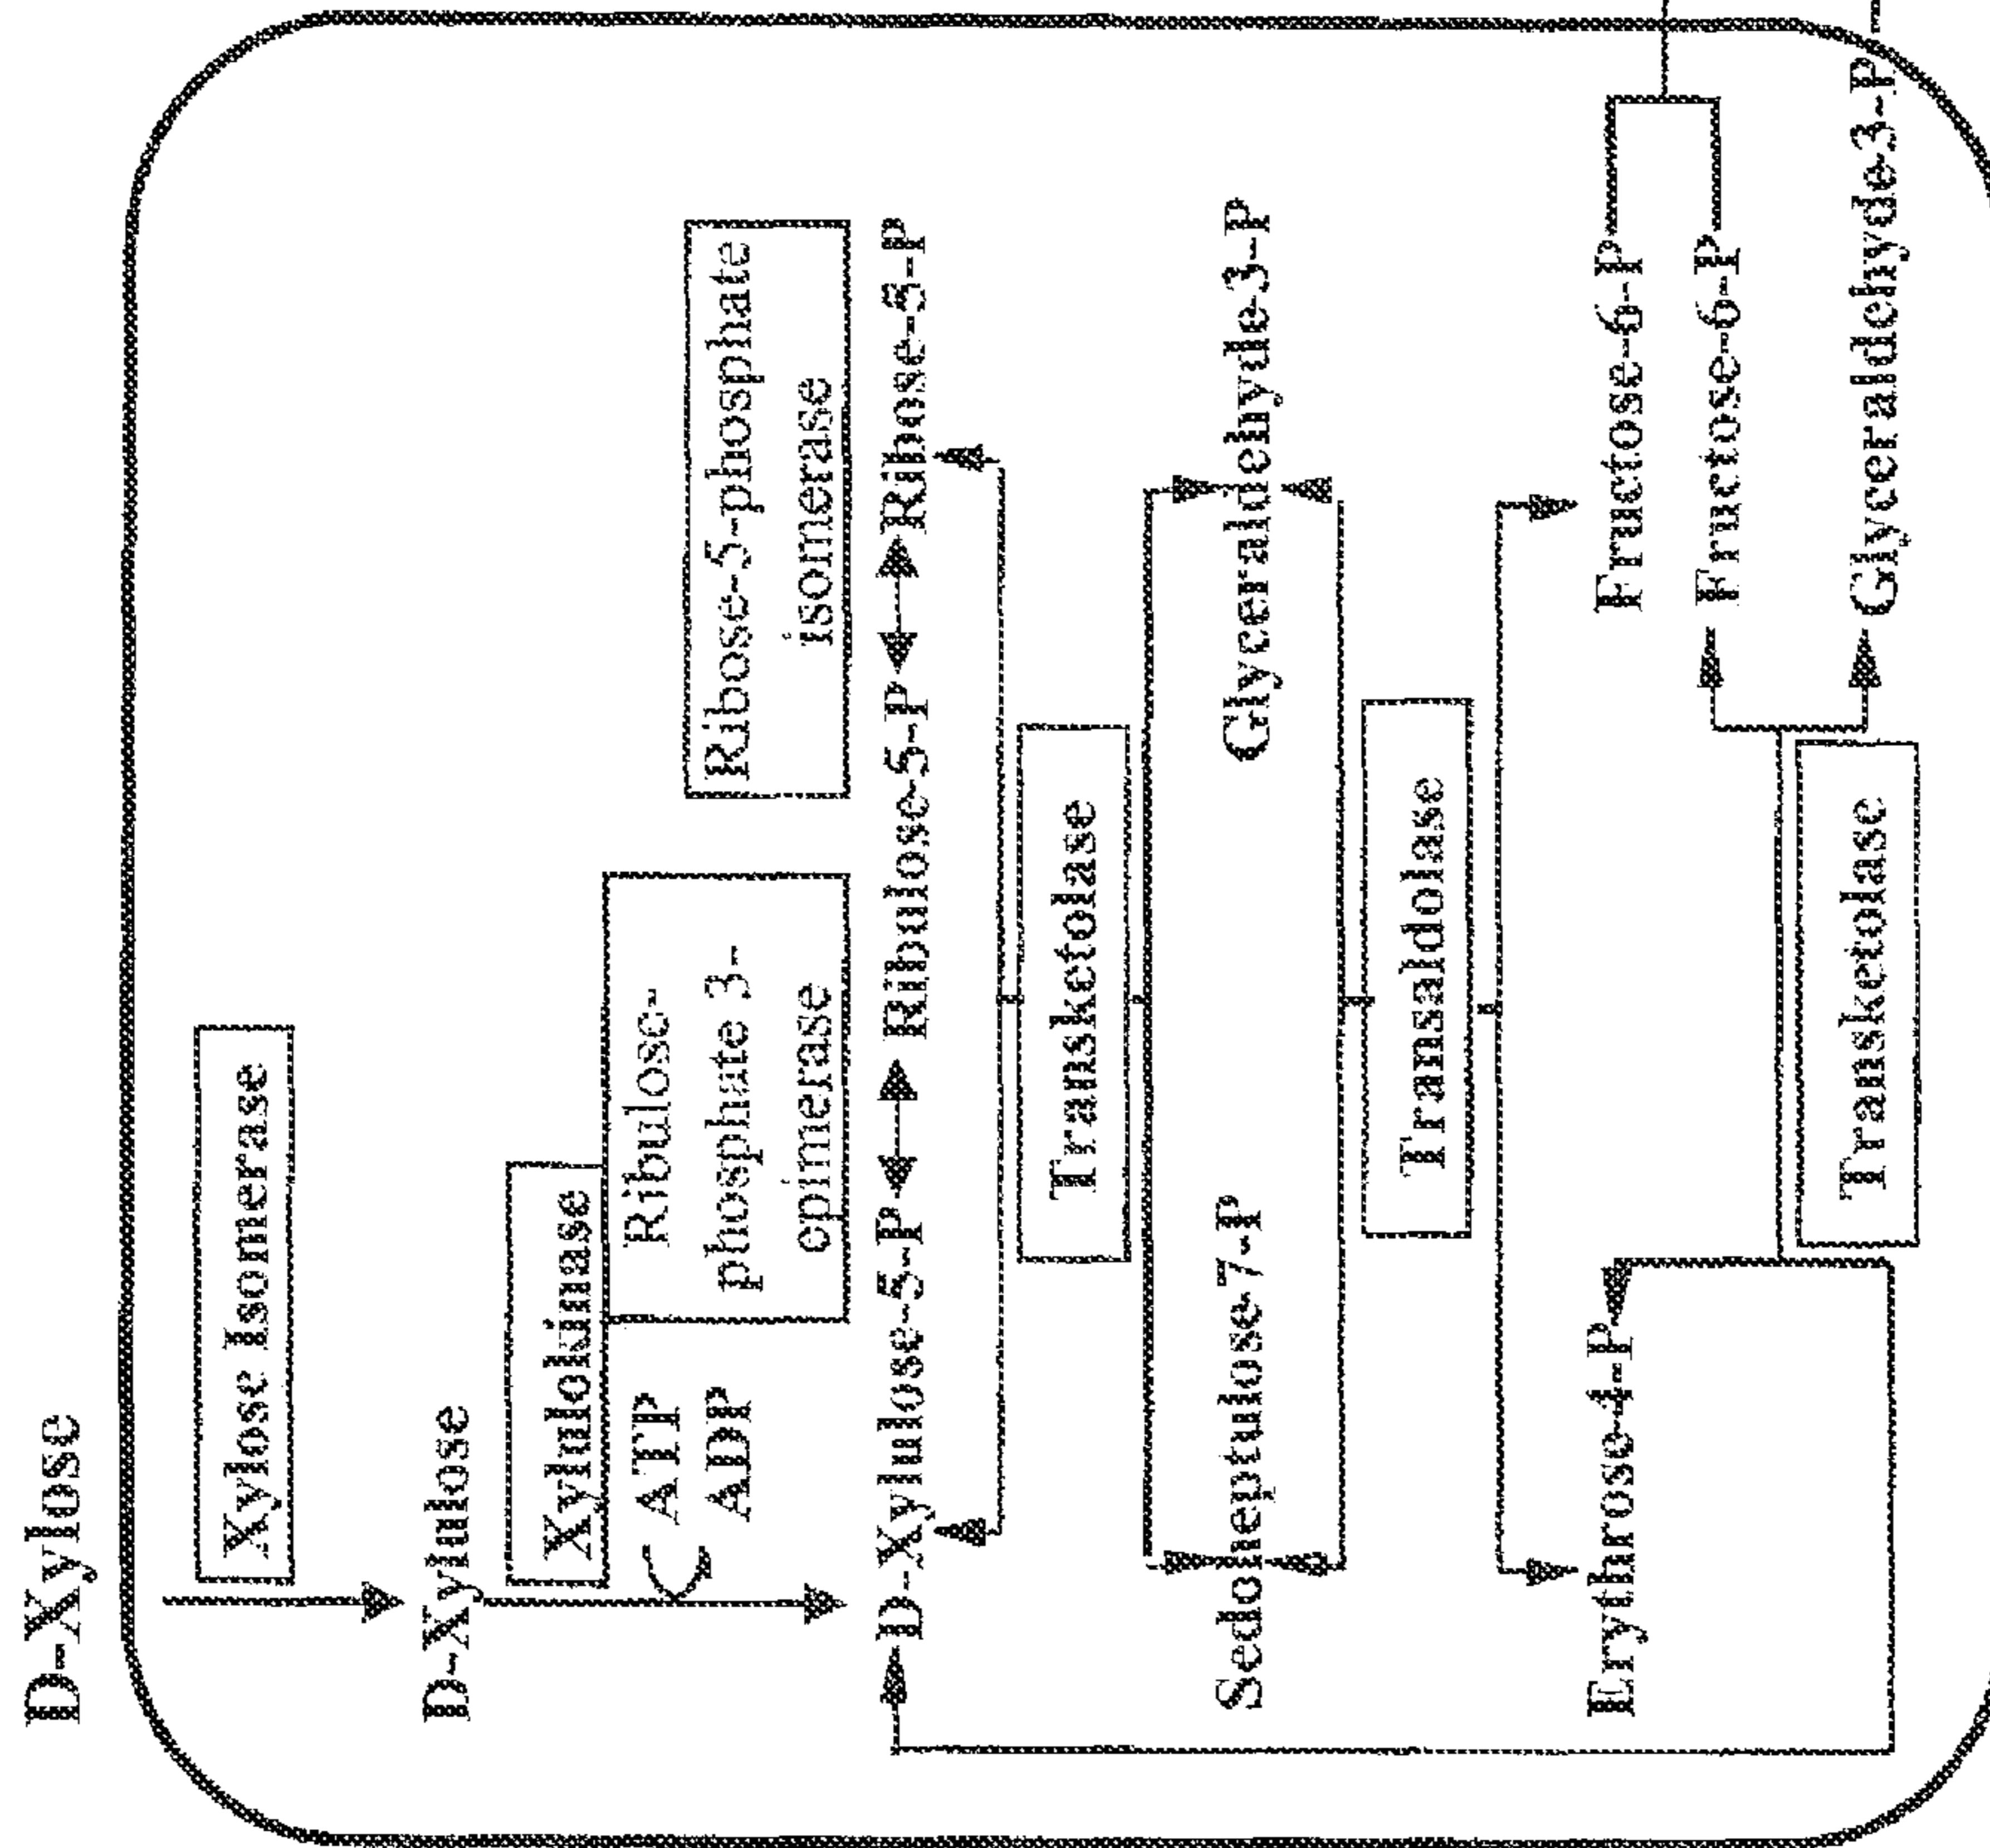 D-Xylose
Xylose Isomerase
D-Xylulose
Xylulokinase
ATP
ADP
Ribulose-
phosphate 3-
epimerase
Ribose-5-phosphate
isomerase
D-Xylulose-5-P
Ribulose-5-P
Ribose-5-P
Transketolase
Sedoheptulose-7-P
Glyceraldehyde-3-P
Transaldolase
Erythrose-4-P
Fructose-6-P
Fructose-6-P
Glyceraldehyde-3-P
Transketolase